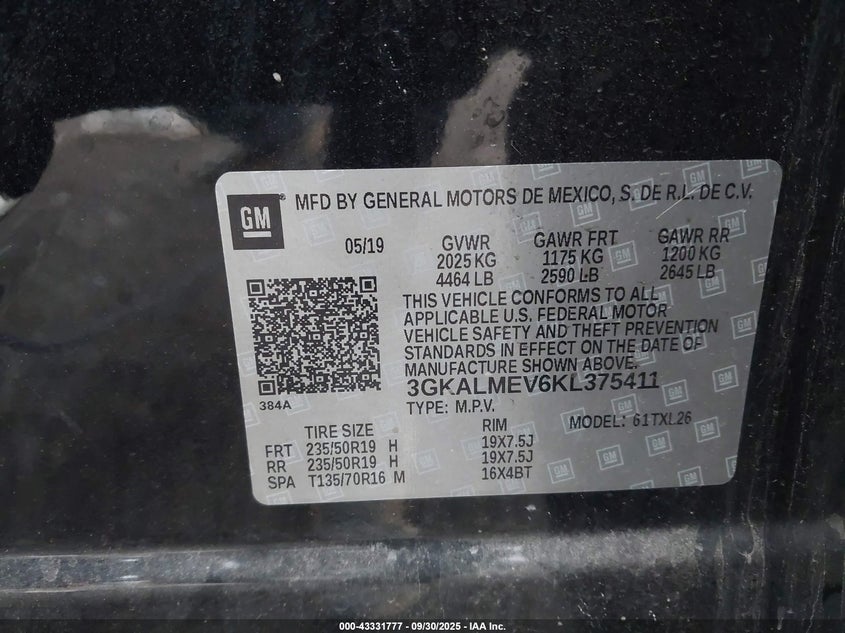 GM
MFD BY GENERAL MOTORS DE MEXICO, S. DE R.L. DE C.V.
05/19
GVWR GAWR FRT GAWR RR
2025 KG 1175 KG 1200 KG
4464 LB 2590 LB 2645 LB
THIS VEHICLE CONFORMS TO ALL
APPLICABLE U.S. FEDERAL MOTOR
VEHICLE SAFETY AND THEFT PREVENTION
STANDARDS IN EFFECT ON THE DATE OF
MANUFACTURE SHOWN ABOVE.
3GKALMEV6KL375411
384A
TYPE: M.P.V. MODEL: 61TXL26
TIRE SIZE RIM
FRT 235/50R19 H 19X7.5J
RR 235/50R19 H 19X7.5J
SPA T135/70R16 M 16X4BT
000-43331777 - 09/30/2025 - IAA Inc.